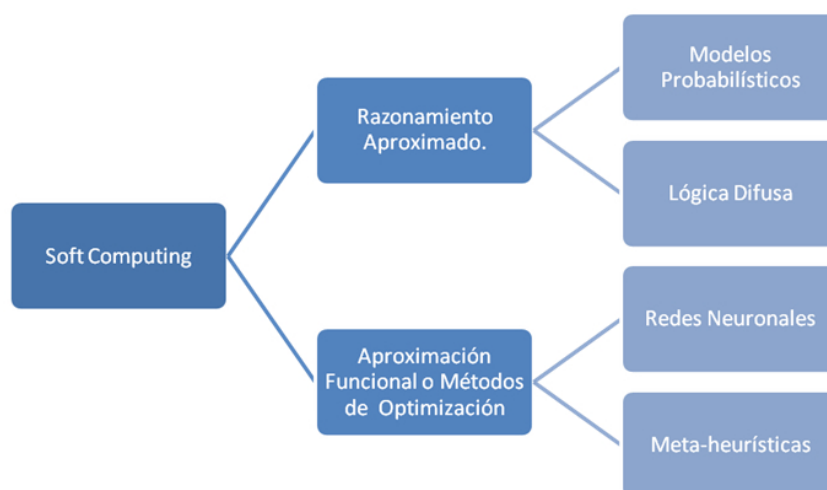 Soft Computing
Razonamiento
Aproximado.
Modelos
Probabilísticos
Lógica Difusa
Aproximación
Funcional o Métodos
de Optimización
Redes Neuronales
Meta-heurísticas